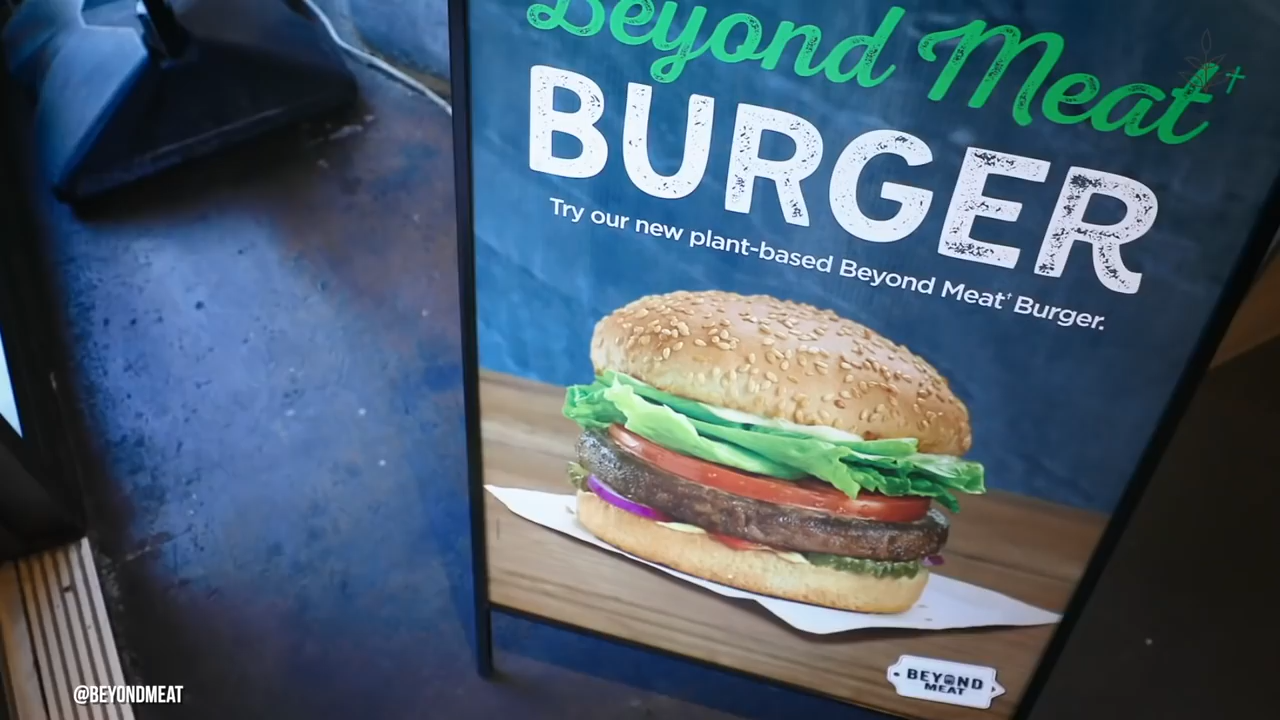 Beyond Meat†
BURGER
Try our new plant-based Beyond Meat† Burger.
BEYOND
MEAT
@BEYONDMEAT